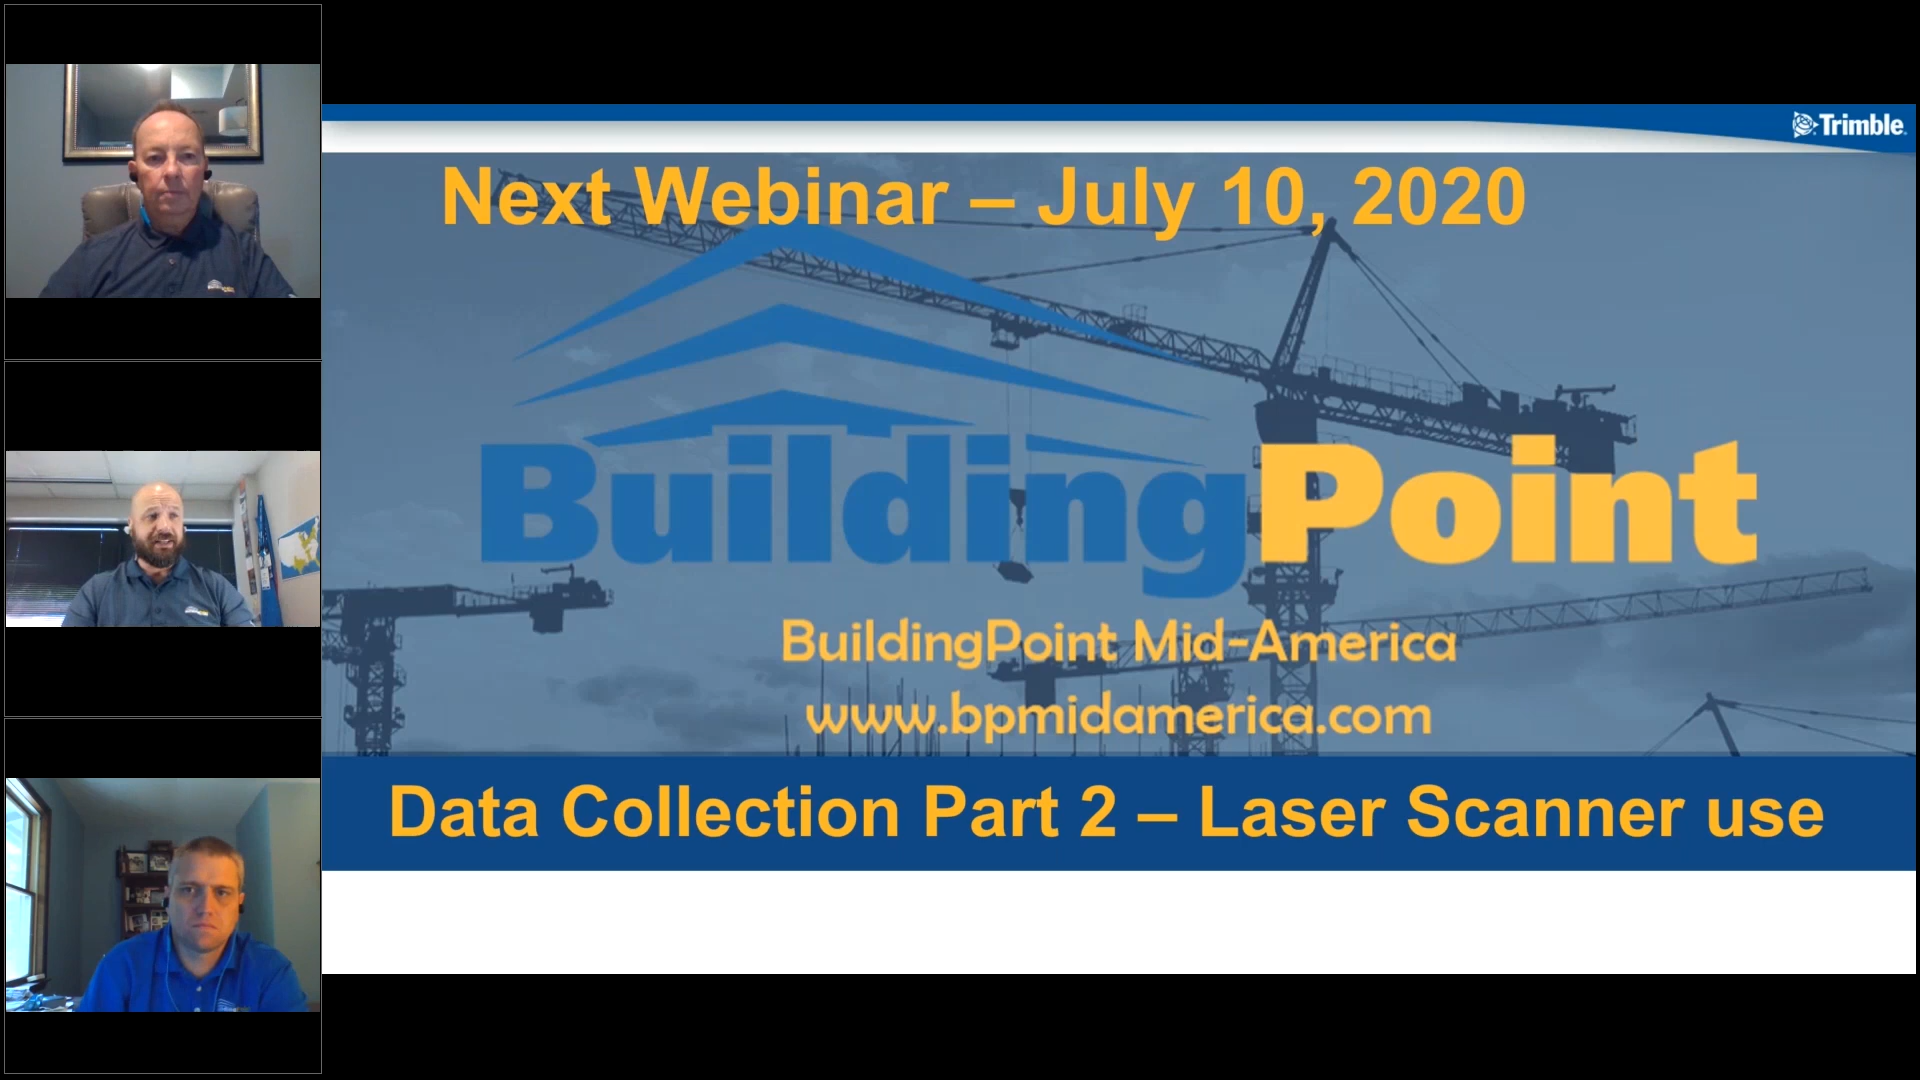 Trimble
Next Webinar – July 10, 2020
BuildingPoint
BuildingPoint Mid-America
www.bpmidamerica.com
Data Collection Part 2 – Laser Scanner use